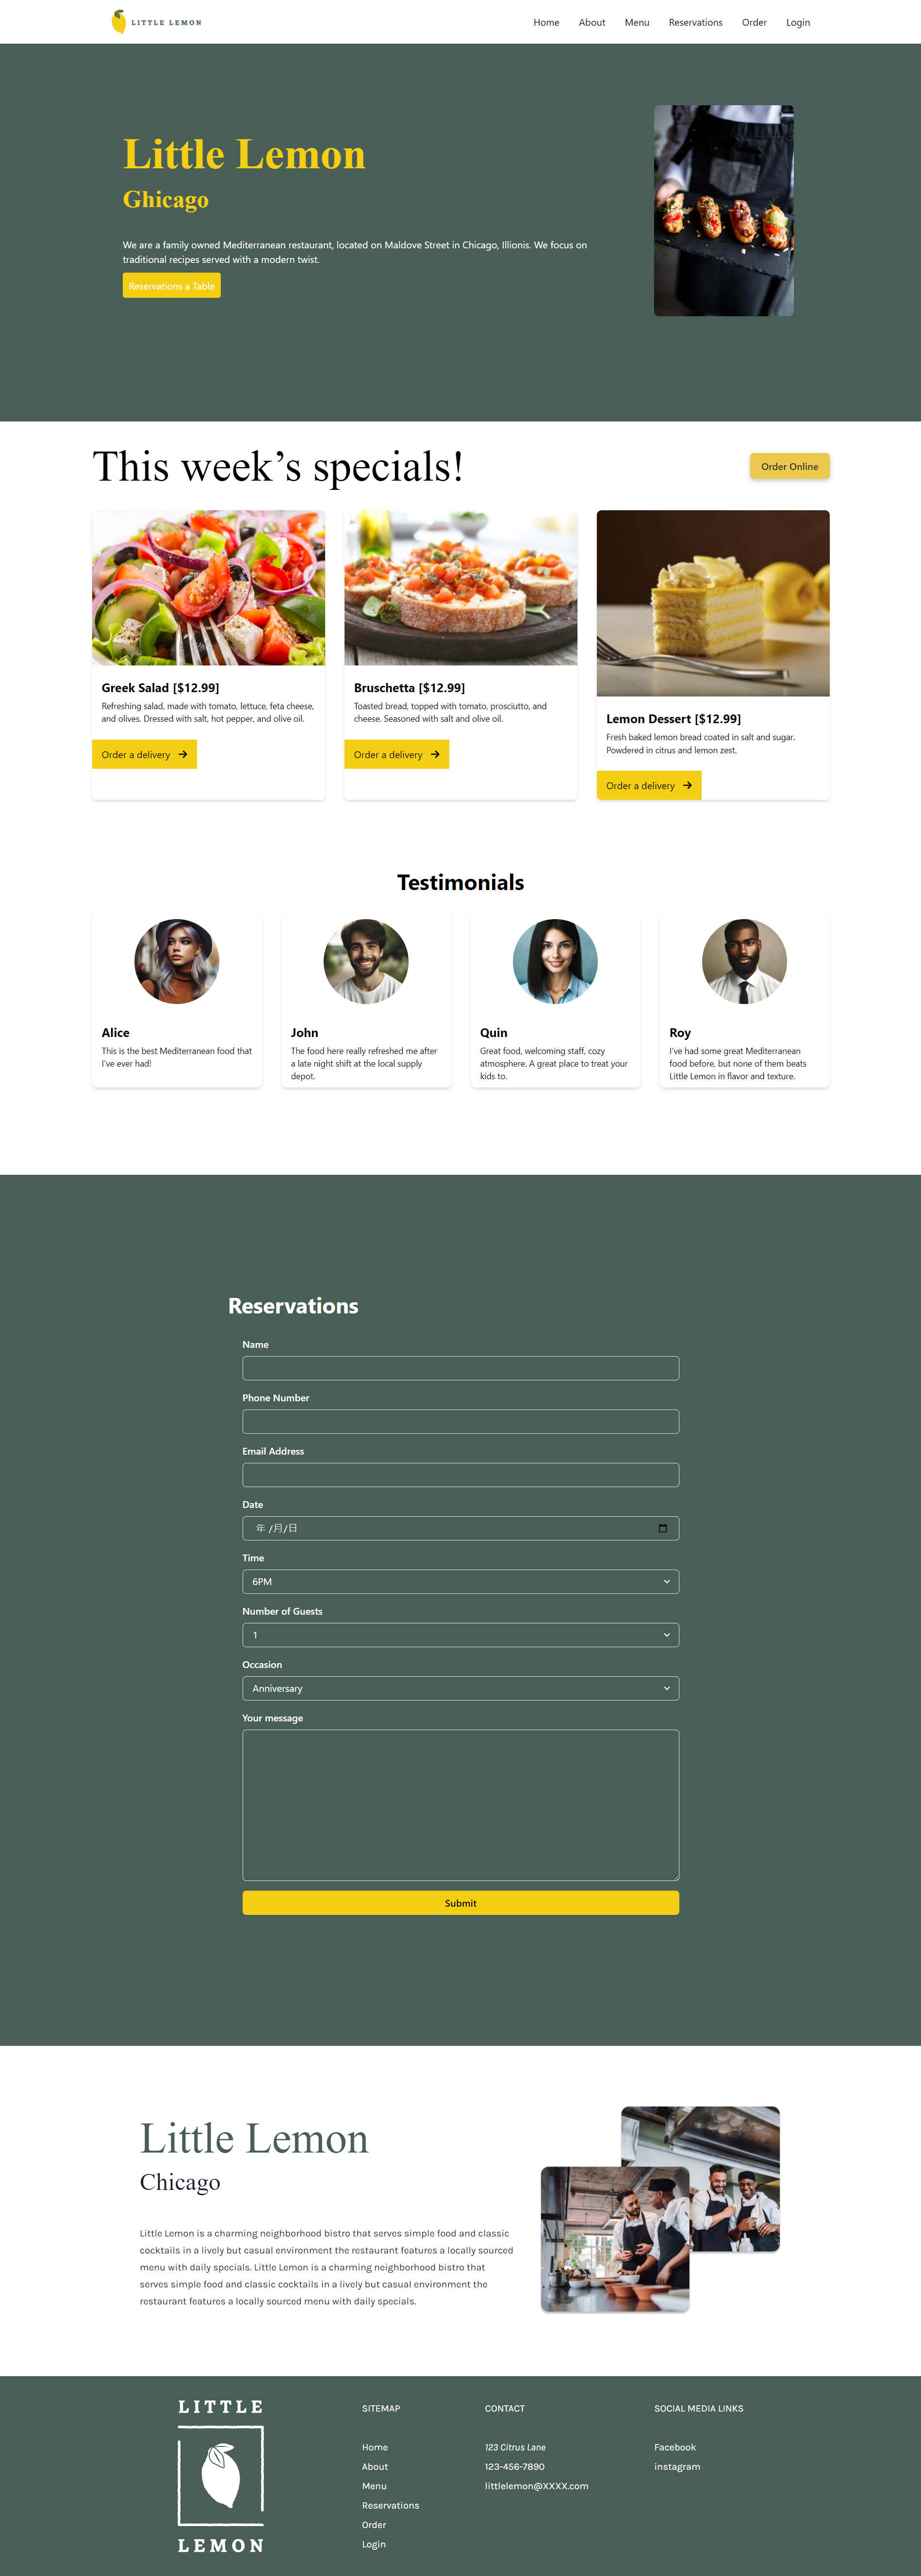 LITTLE LEMON
Home About Menu Reservations Order Login
Little Lemon
Ghicago
We are a family owned Mediterranean restaurant, located on Maldove Street in Chicago, Illionis. We focus on
traditional recipes served with a modern twist.
Reservations a Table
This week’s specials!
Order Online
Greek Salad [$12.99]
Refreshing salad, made with tomato, lettuce, feta cheese,
and olives. Dressed with salt, hot pepper, and olive oil.
Order a delivery
Bruschetta [$12.99]
Toasted bread, topped with tomato, prosciutto, and
cheese. Seasoned with salt and olive oil.
Order a delivery
Lemon Dessert [$12.99]
Fresh baked lemon bread coated in salt and sugar.
Powdered in citrus and lemon zest.
Order a delivery
Testimonials
Alice
This is the best Mediterranean food that
I've ever had!
John
The food here really refreshed me after
a late night shift at the local supply
depot.
Quin
Great food, welcoming staff, cozy
atmosphere. A great place to treat your
kids to.
Roy
I've had some great Mediterranean
food before, but none of them beats
Little Lemon in flavor and texture.
Reservations
Name
Phone Number
Email Address
Date
年 /月/日
Time
6PM
Number of Guests
1
Occasion
Anniversary
Your message
Submit
Little Lemon
Chicago
Little Lemon is a charming neighborhood bistro that serves simple food and classic
cocktails in a lively but casual environment the restaurant features a locally sourced
menu with daily specials. Little Lemon is a charming neighborhood bistro that
serves simple food and classic cocktails in a lively but casual environment the
restaurant features a locally sourced menu with daily specials.
LITTLE
LEMON
SITEMAP
Home
About
Menu
Reservations
Order
Login
CONTACT
123 Citrus Lane
123-456-7890
littlelemon@XXXX.com
SOCIAL MEDIA LINKS
Facebook
instagram